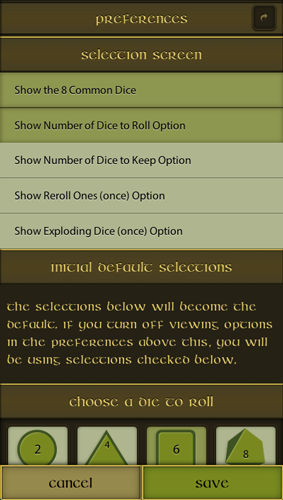 preferences
selection screen
Show the 8 Common Dice
Show Number of Dice to Roll Option
Show Number of Dice to Keep Option
Show Reroll Ones (once) Option
Show Exploding Dice (once) Option
initial default selections
the selections below will become the
default. if you turn off viewing options
in the preferences above this, you will
be using selections checked below.
choose a die to roll
2 4 6 8
cancel save